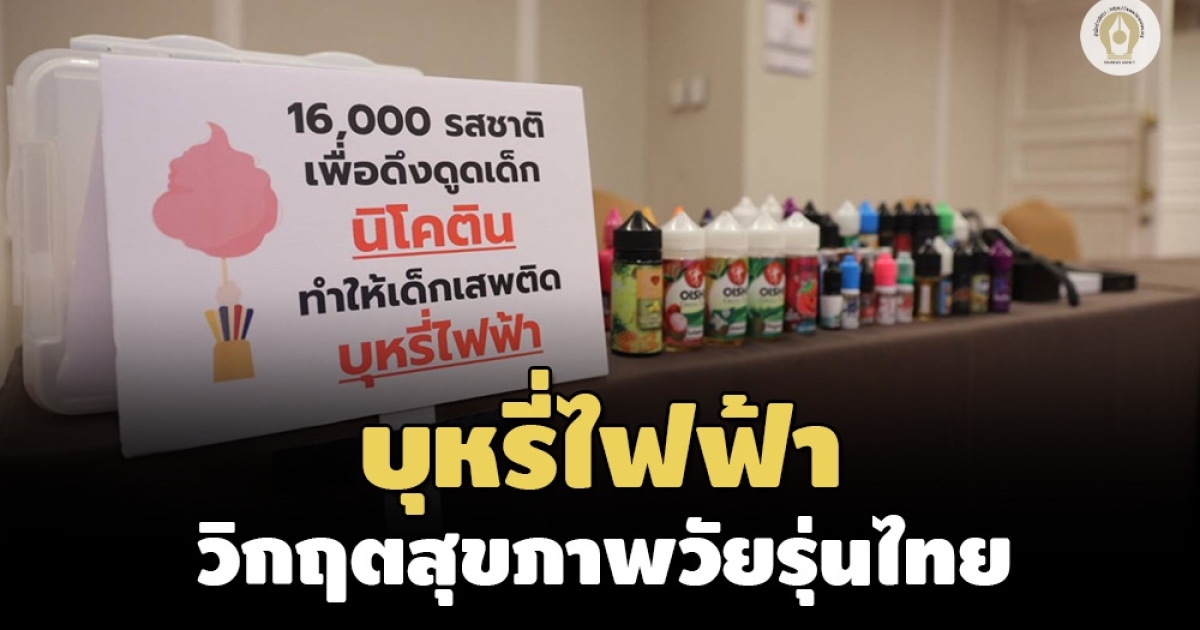 16,000 รสชาติ
เพื่อดึงดูดเด็ก
นิโคติน
ทำให้เด็กเสพติด
บุหรี่ไฟฟ้า
OISHI
บุหรี่ไฟฟ้า
วิกฤตสุขภาพวัยรุ่นไทย